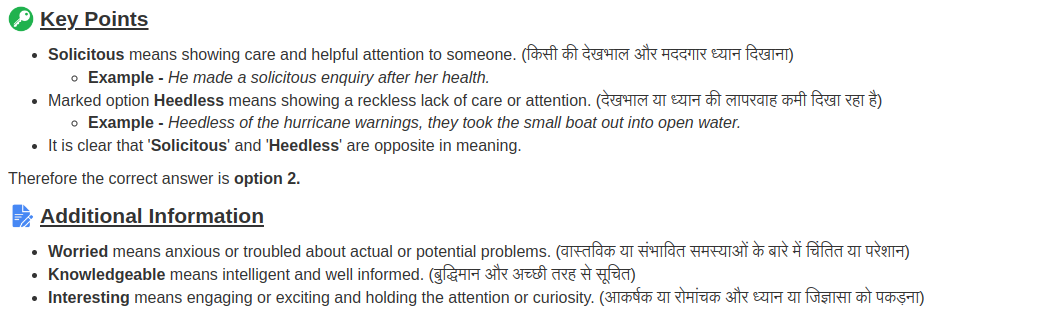 Key Points
• Solicitous means showing care and helpful attention to someone. (किसी की देखभाल और मददगार ध्यान दिखाना)
◦ Example - He made a solicitous enquiry after her health.
• Marked option Heedless means showing a reckless lack of care or attention. (देखभाल या ध्यान की लापरवाह कमी दिखा रहा है)
◦ Example - Heedless of the hurricane warnings, they took the small boat out into open water.
• It is clear that 'Solicitous' and 'Heedless' are opposite in meaning.
Therefore the correct answer is option 2.
Additional Information
• Worried means anxious or troubled about actual or potential problems. (वास्तविक या संभावित समस्याओं के बारे में चिंतित या परेशान)
• Knowledgeable means intelligent and well informed. (बुद्धिमान और अच्छी तरह से सूचित)
• Interesting means engaging or exciting and holding the attention or curiosity. (आकर्षक या रोमांचक और ध्यान या जिज्ञासा को पकड़ना)